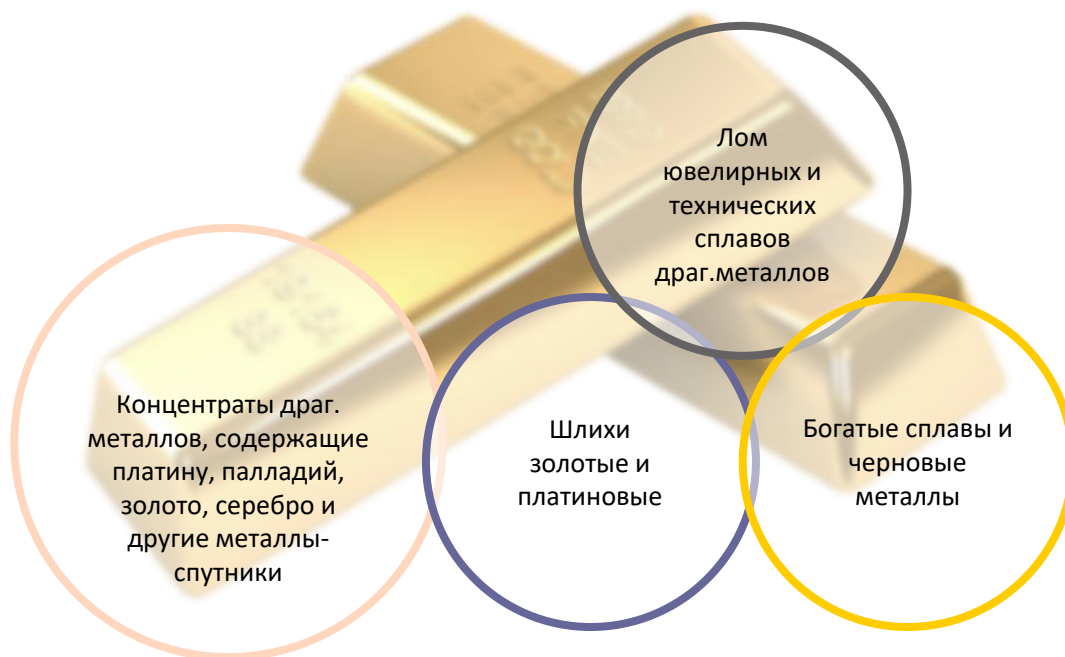 Лом
ювелирных и
технических
сплавов
драг.металлов
Концентраты драг.
металлов, содержащие
платину, палладий,
золото, серебро и
другие металлы-
спутники
Шлихи
золотые и
платиновые
Богатые сплавы и
черновые
металлы